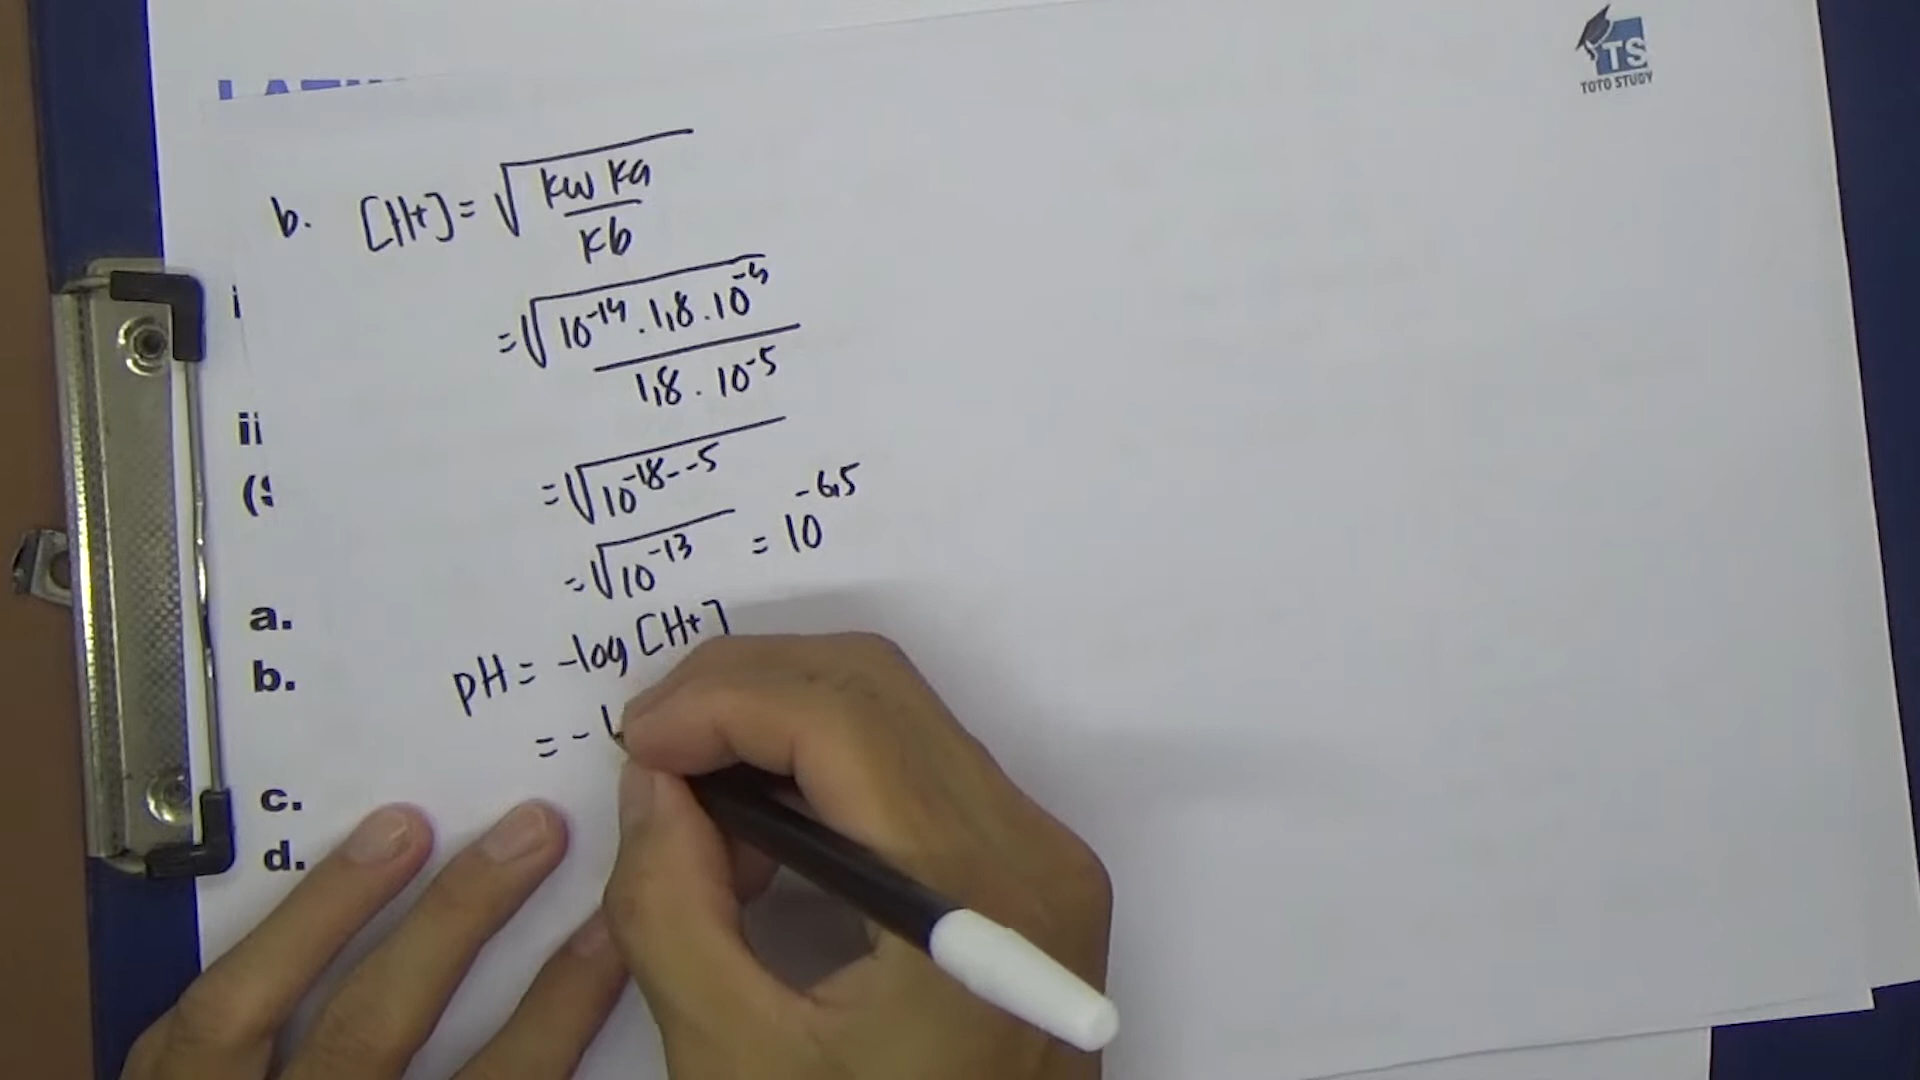 TS
TOTO STUDY
b. [H+] = √(kw ka / kb)
= √(10⁻¹⁴ . 1,8 . 10⁻⁴ / 1,8 . 10⁻⁵)
= √10⁻¹⁸⁻⁻⁵
= √10⁻¹³ = 10⁻⁶,⁵
pH = -log [H+]
= -
i
ii
a.
b.
c.
d.